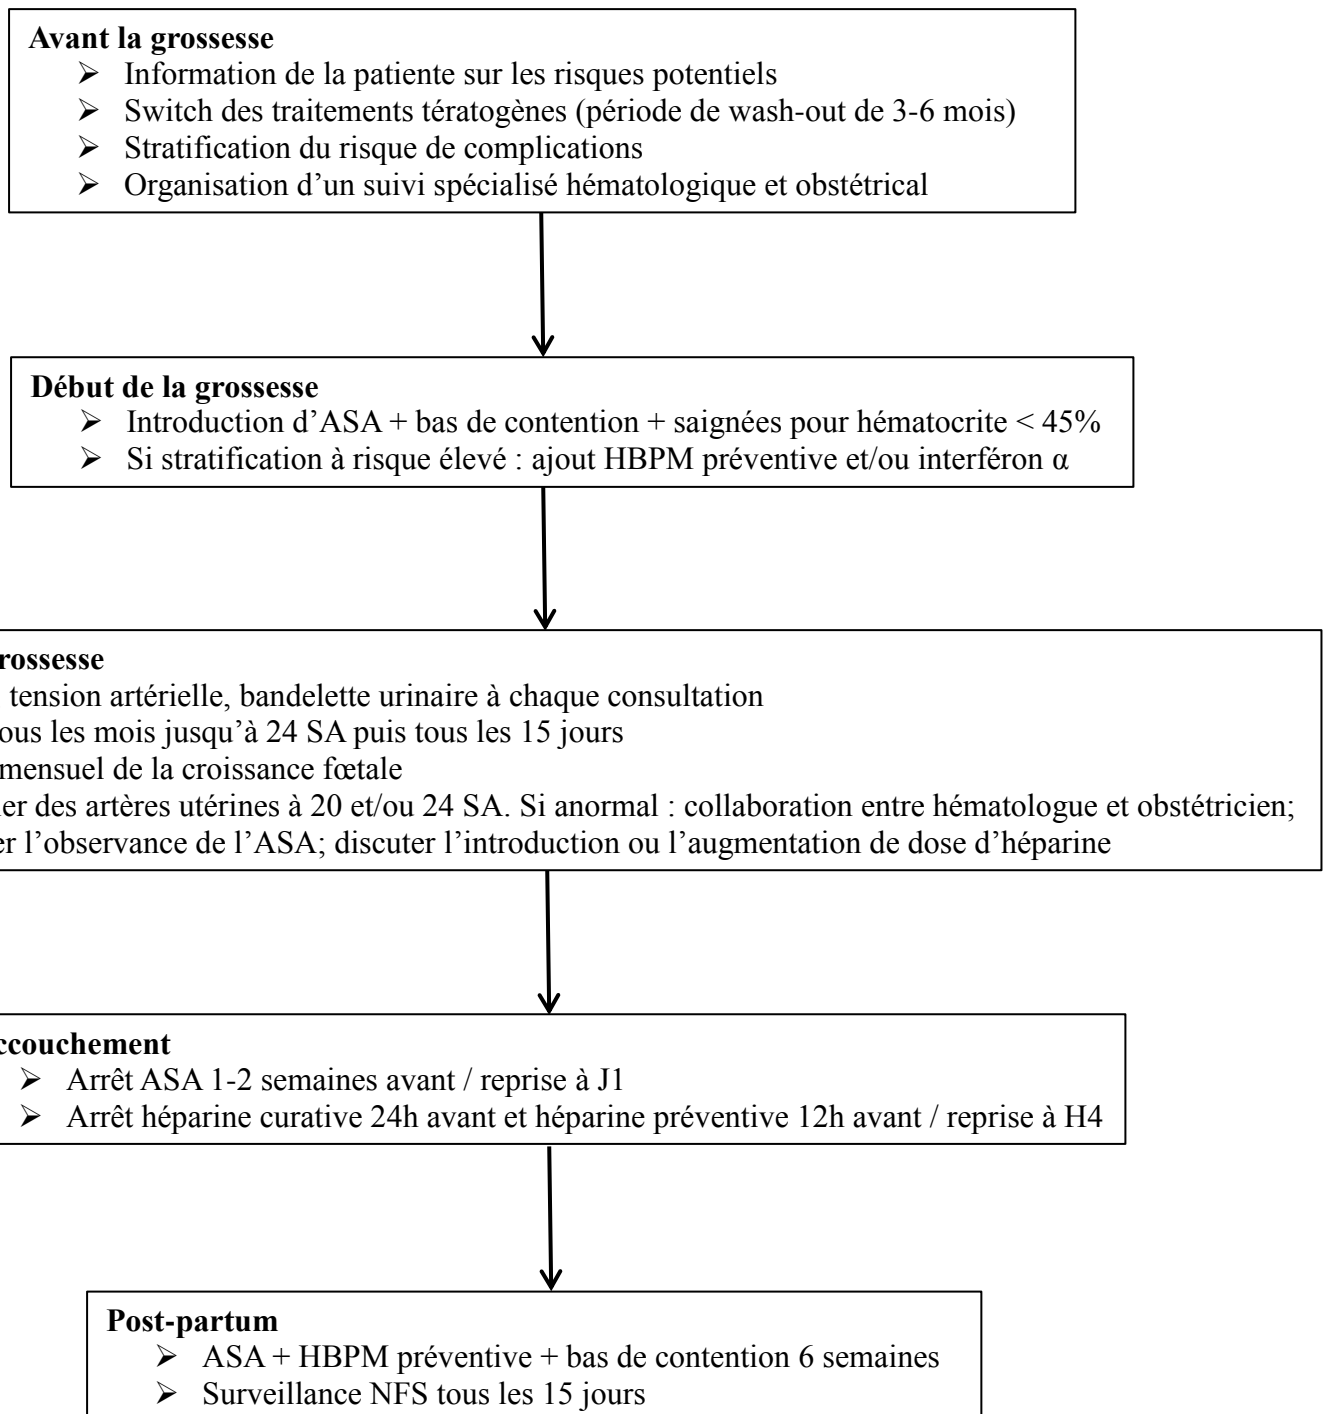 Avant la grossesse
➢ Information de la patiente sur les risques potentiels
➢ Switch des traitements tératogènes (période de wash-out de 3-6 mois)
➢ Stratification du risque de complications
➢ Organisation d’un suivi spécialisé hématologique et obstétrical
Début de la grossesse
➢ Introduction d’ASA + bas de contention + saignées pour hématocrite < 45%
➢ Si stratification à risque élevé : ajout HBPM préventive et/ou interféron α
rossesse
tension artérielle, bandelette urinaire à chaque consultation
ous les mois jusqu’à 24 SA puis tous les 15 jours
mensuel de la croissance fœtale
er des artères utérines à 20 et/ou 24 SA. Si anormal : collaboration entre hématologue et obstétricien;
er l’observance de l’ASA; discuter l’introduction ou l’augmentation de dose d’héparine
ccouchement
➢ Arrêt ASA 1-2 semaines avant / reprise à J1
➢ Arrêt héparine curative 24h avant et héparine préventive 12h avant / reprise à H4
Post-partum
➢ ASA + HBPM préventive + bas de contention 6 semaines
➢ Surveillance NFS tous les 15 jours